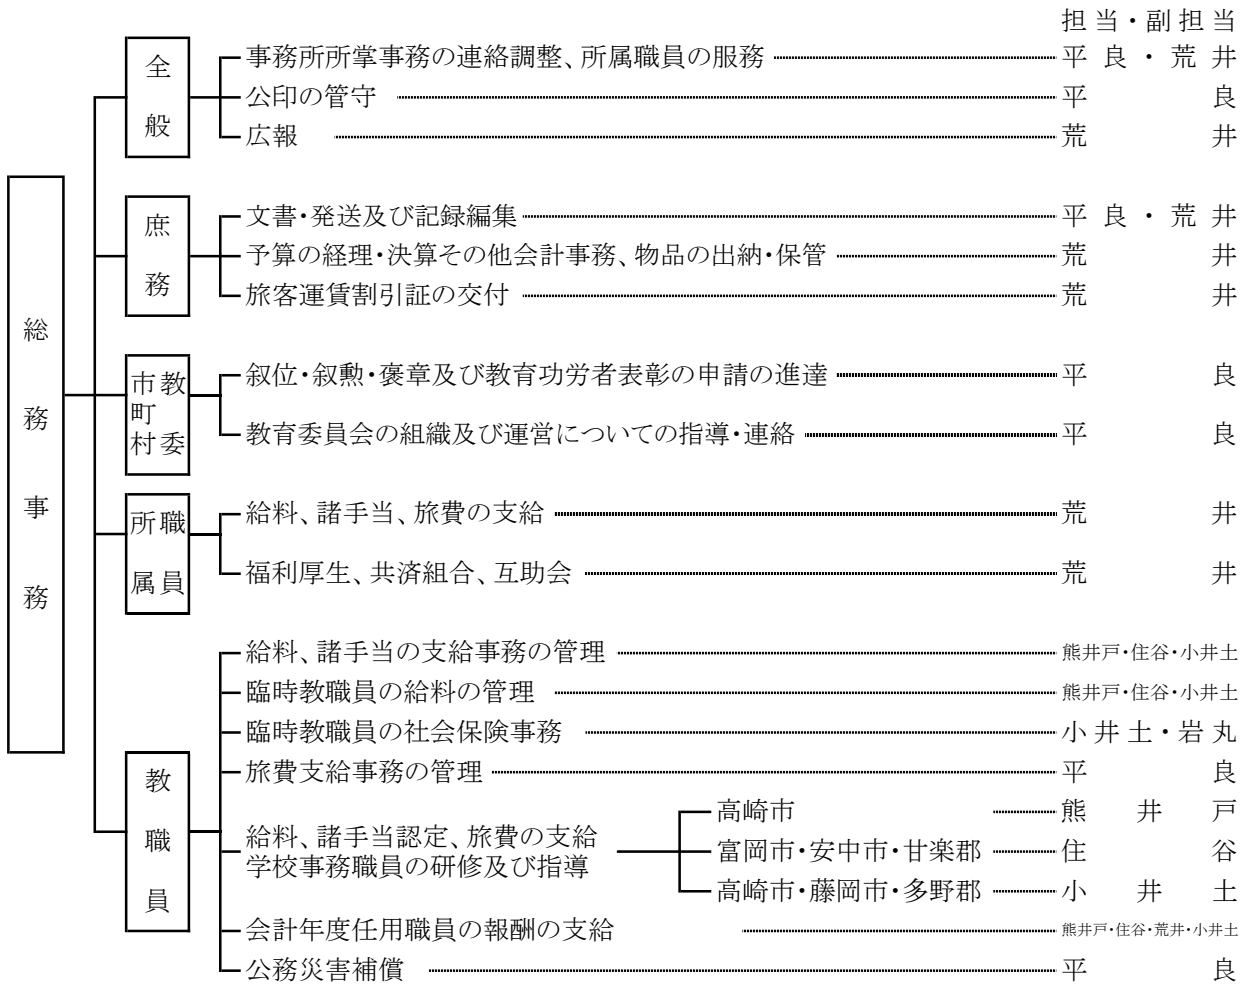 担当・副担当
総務事務
全般
事務所所掌事務の連絡調整、所属職員の服務 平良・荒井
公印の管守 平良
広報 荒井
庶務
文書・発送及び記録編集 平良・荒井
予算の経理・決算その他会計事務、物品の出納・保管 荒井
旅客運賃割引証の交付 荒井
市町村教委
叙位・叙勲・褒章及び教育功労者表彰の申請の進達 平良
教育委員会の組織及び運営についての指導・連絡 平良
所属職員
給料、諸手当、旅費の支給 荒井
福利厚生、共済組合、互助会 荒井
教職員
給料、諸手当の支給事務の管理 熊井戸・住谷・小井土
臨時教職員の給料の管理 熊井戸・住谷・小井土
臨時教職員の社会保険事務 小井土・岩丸
旅費支給事務の管理 平良
給料、諸手当認定、旅費の支給
学校事務職員の研修及び指導
高崎市 熊井戸
富岡市・安中市・甘楽郡 住谷
高崎市・藤岡市・多野郡 小井土
会計年度任用職員の報酬の支給 熊井戸・住谷・荒井・小井土
公務災害補償 平良